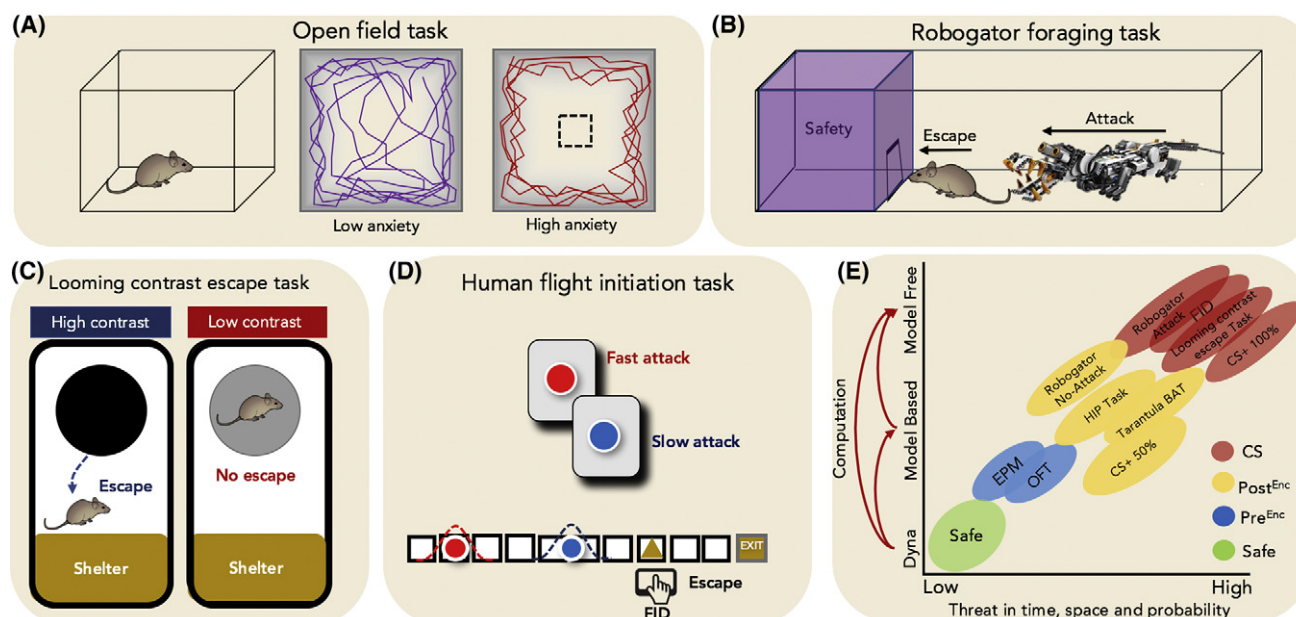 (A)
Open field task
Low anxiety
High anxiety
(B)
Robogator foraging task
Safety
Escape
Attack
(C)
Looming contrast escape task
High contrast
Low contrast
Escape
No escape
Shelter
Shelter
(D)
Human flight initiation task
Fast attack
Slow attack
EXIT
Escape
FID
(E)
Computation
Model Free
Model Based
Dyna
Robogator
Attack
FID
Looming contrast
escape Task
CS+ 100%
Robogator
No-Attack
HIP Task
Tarantula BAT
CS+ 50%
EPM
OFT
Safe
CS
Post^Enc
Pre^Enc
Safe
Low
High
Threat in time, space and probability